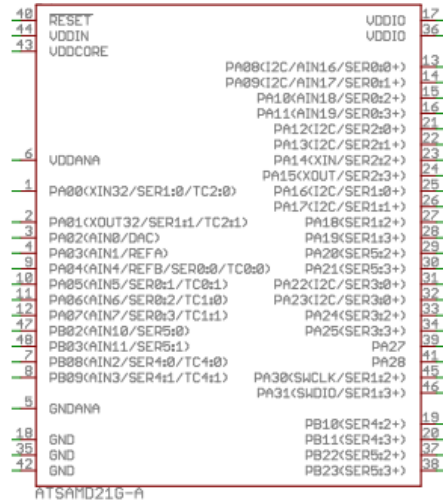 40 RESET
44 VDDIN
43 VDDCORE
6 VDDANA
1 PA00(XIN32/SER1:0/TC2:0)
2 PA01(XOUT32/SER1:1/TC2:1)
3 PA02(AIN0/DAC)
4 PA03(AIN1/REFA)
9 PA04(AIN4/REFB/SER0:0/TC0:0)
10 PA05(AIN5/SER0:1/TC0:1)
11 PA06(AIN6/SER0:2/TC1:0)
12 PA07(AIN7/SER0:3/TC1:1)
47 PB02(AIN10/SER5:0)
48 PB03(AIN11/SER5:1)
7 PB08(AIN2/SER4:0/TC4:0)
8 PB09(AIN3/SER4:1/TC4:1)
5 GNDANA
18 GND
35 GND
42 GND
VDDIO 17
VDDIO 36
PA08(I2C/AIN16/SER0:0+) 13
PA09(I2C/AIN17/SER0:1+) 14
PA10(AIN18/SER0:2+) 15
PA11(AIN19/SER0:3+) 16
PA12(I2C/SER2:0+) 21
PA13(I2C/SER2:1+) 22
PA14(XIN/SER2:2+) 23
PA15(XOUT/SER2:3+) 24
PA16(I2C/SER1:0+) 25
PA17(I2C/SER1:1+) 26
PA18(SER1:2+) 27
PA19(SER1:3+) 28
PA20(SER5:2+) 29
PA21(SER5:3+) 30
PA22(I2C/SER3:0+) 31
PA23(I2C/SER3:0+) 32
PA24(SER3:2+) 33
PA25(SER3:3+) 34
PA27 39
PA28 41
PA30(SWCLK/SER1:2+) 45
PA31(SWDIO/SER1:3+) 46
PB10(SER4:2+) 19
PB11(SER4:3+) 20
PB22(SER5:2+) 37
PB23(SER5:3+) 38
ATSAMD21G-A